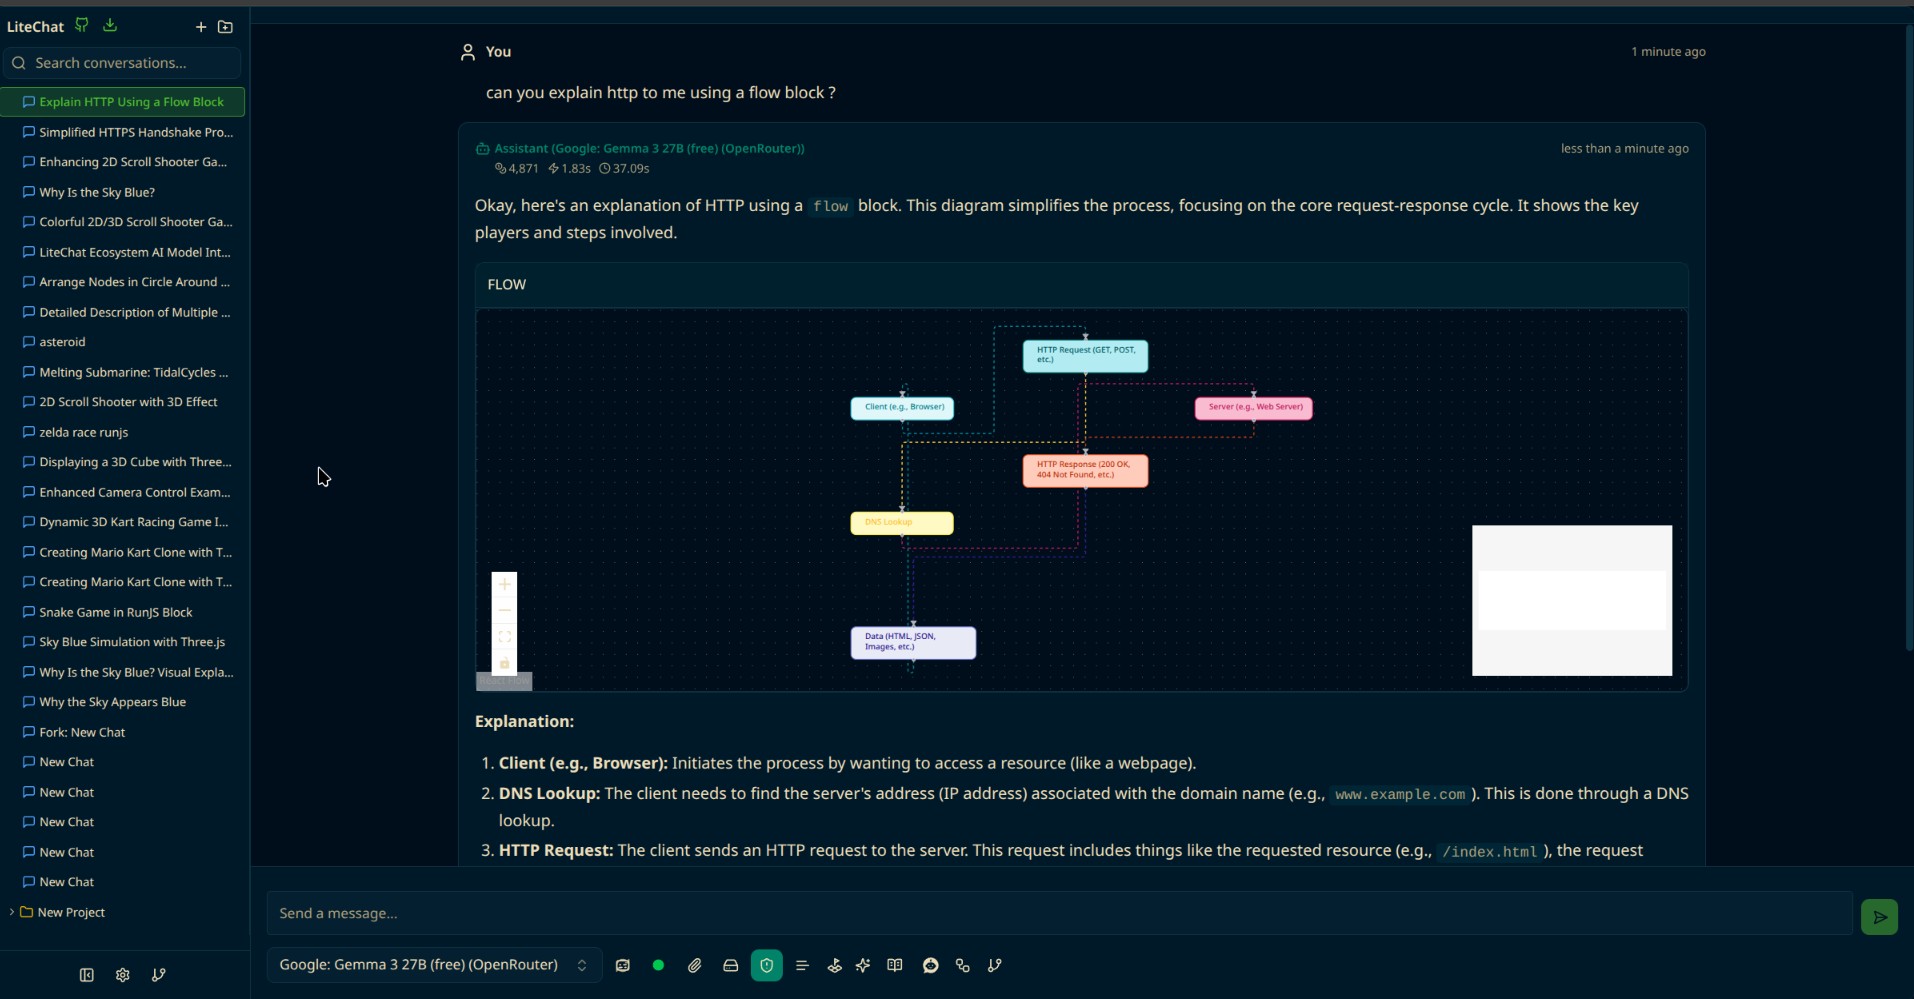 LiteChat
Search conversations...
Explain HTTP Using a Flow Block
Simplified HTTPS Handshake Pro...
Enhancing 2D Scroll Shooter Ga...
Why Is the Sky Blue?
Colorful 2D/3D Scroll Shooter Ga...
LiteChat Ecosystem AI Model Int...
Arrange Nodes in Circle Around ...
Detailed Description of Multiple ...
asteroid
Melting Submarine: TidalCycles ...
2D Scroll Shooter with 3D Effect
zelda race runjs
Displaying a 3D Cube with Three...
Enhanced Camera Control Exam...
Dynamic 3D Kart Racing Game I...
Creating Mario Kart Clone with T...
Creating Mario Kart Clone with T...
Snake Game in RunJS Block
Sky Blue Simulation with Three.js
Why Is the Sky Blue? Visual Expla...
Why the Sky Appears Blue
Fork: New Chat
New Chat
New Chat
New Chat
New Chat
New Chat
New Project
You
1 minute ago
can you explain http to me using a flow block ?
Assistant (Google: Gemma 3 27B (free) (OpenRouter))
less than a minute ago
4,871 1.83s 37.09s
Okay, here's an explanation of HTTP using a flow block. This diagram simplifies the process, focusing on the core request-response cycle. It shows the key
players and steps involved.
FLOW
HTTP Request (GET, POST,
etc.)
Client (e.g., Browser)
Server (e.g., Web Server)
HTTP Response (200 OK,
404 Not Found, etc.)
DNS Lookup
Data (HTML, JSON,
Images, etc.)
React Flow
Explanation:
1. Client (e.g., Browser): Initiates the process by wanting to access a resource (like a webpage).
2. DNS Lookup: The client needs to find the server's address (IP address) associated with the domain name (e.g., www.example.com ). This is done through a DNS
lookup.
3. HTTP Request: The client sends an HTTP request to the server. This request includes things like the requested resource (e.g., /index.html ), the request
Send a message...
Google: Gemma 3 27B (free) (OpenRouter)